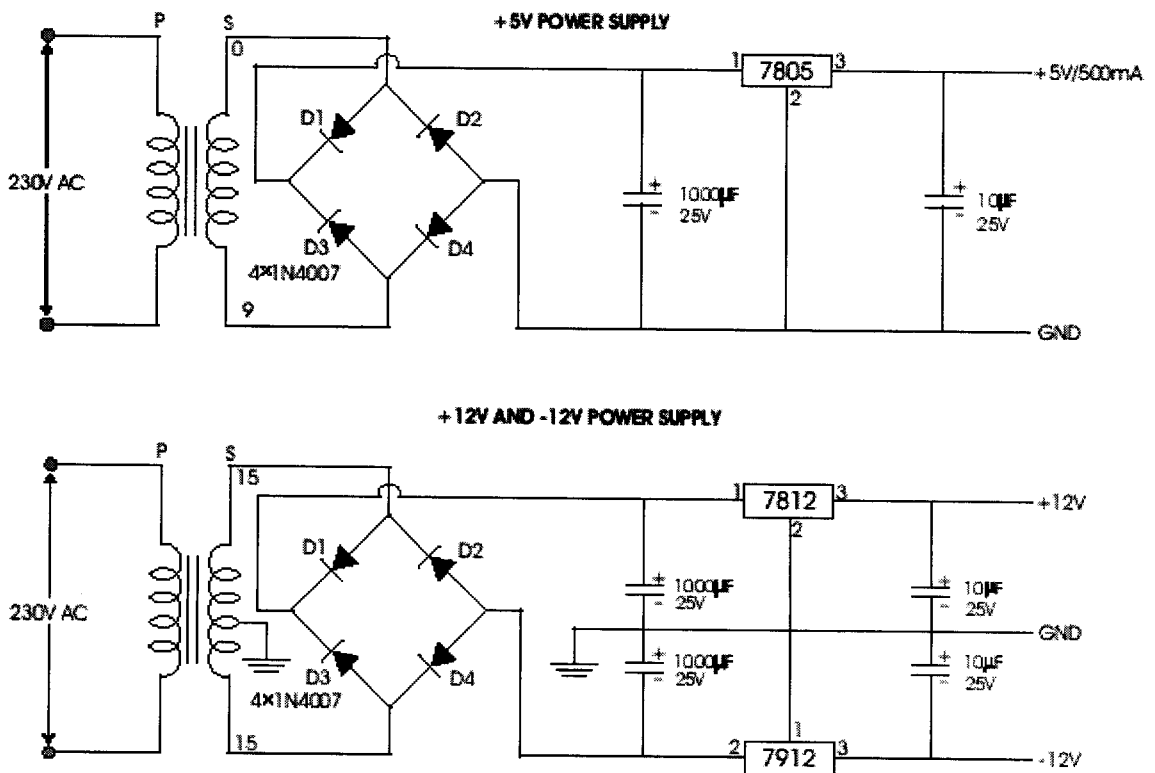 +5V POWER SUPPLY
P
S
0
1
7805
3
+5V/500mA
2
D1
D2
230V AC
+
1000µF
-
25V
+
10µF
-
25V
D3
D4
4×1N4007
9
GND
+12V AND -12V POWER SUPPLY
P
S
15
1
7812
3
+12V
2
D1
D2
+
1000µF
-
25V
+
10µF
-
25V
230V AC
GND
+
1000µF
-
25V
+
10µF
-
25V
D3
D4
4×1N4007
15
1
2
7912
3
-12V